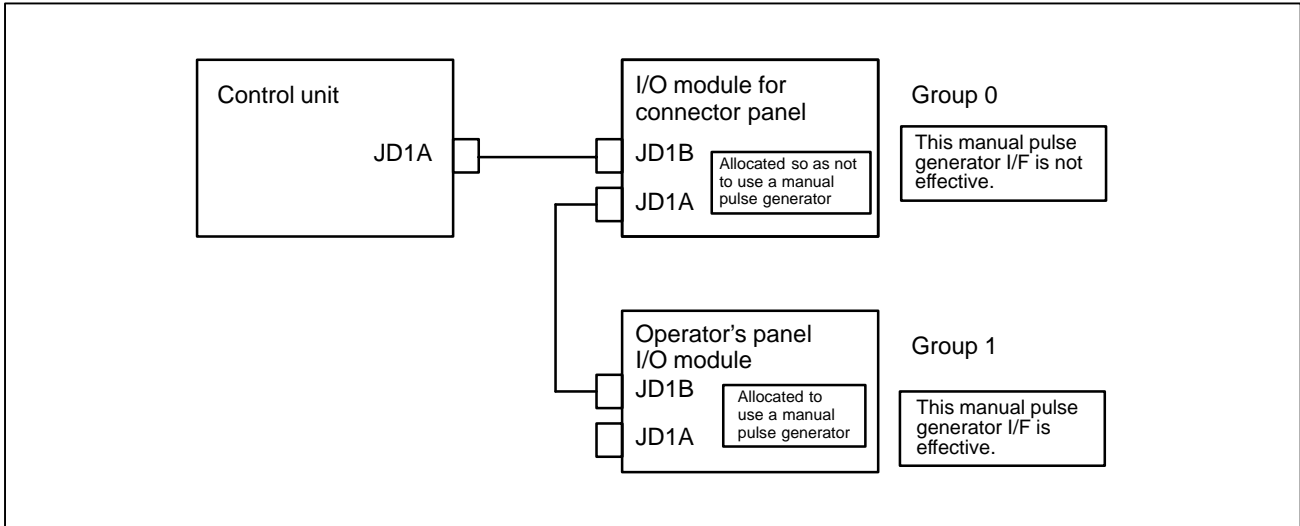 Control unit
JD1A
I/O module for
connector panel
JD1B
JD1A
Allocated so as not
to use a manual
pulse generator
Group 0
This manual pulse
generator I/F is not
effective.
Operator’s panel
I/O module
JD1B
JD1A
Allocated to
use a manual
pulse generator
Group 1
This manual pulse
generator I/F is
effective.